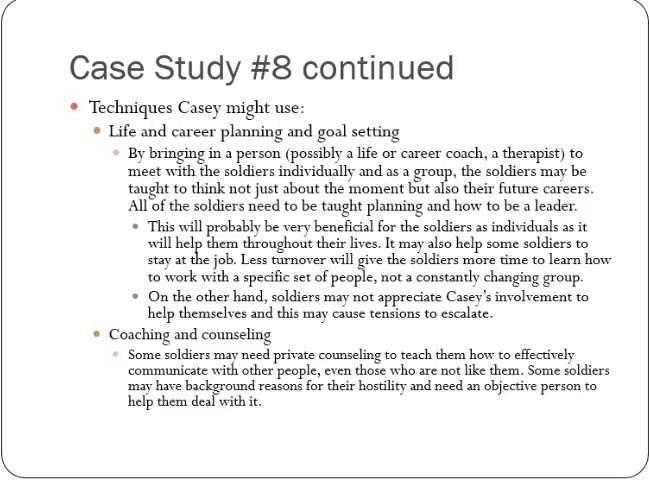 Case Study #8 continued
Techniques Casey might use:
Life and career planning and goal setting
By bringing in a person (possibly a life or career coach, a therapist) to
meet with the soldiers individually and as a group, the soldiers may be
taught to think not just about the moment but also their future careers.
All of the soldiers need to be taught planning and how to be a leader.
This will probably be very beneficial for the soldiers as individuals as it
will help them throughout their lives. It may also help some soldiers to
stay at the job. Less turnover will give the soldiers more time to learn how
to work with a specific set of people, not a constantly changing group.
On the other hand, soldiers may not appreciate Casey's involvement to
help themselves and this may cause tensions to escalate.
Coaching and counseling
Some soldiers may need private counseling to teach them how to effectively
communicate with other people, even those who are not like them. Some soldiers
may have background reasons for their hostility and need an objective person to
help them deal with it.